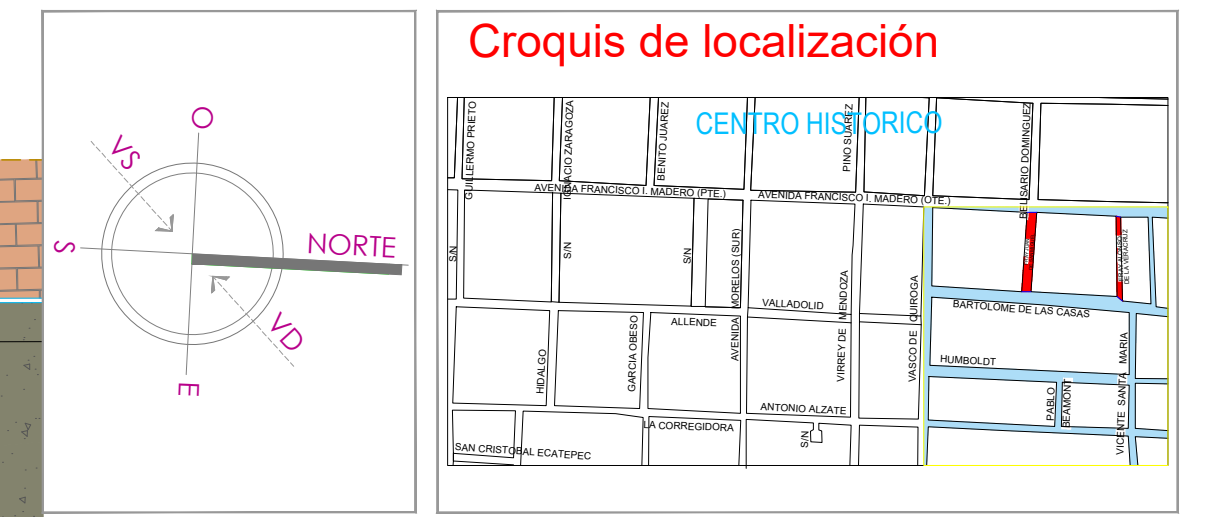 O
VS
S
NORTE
VD
E
Croquis de localización
CENTRO HISTORICO
GUILLERMO PRIETO
IGNACIO ZARAGOZA
BENITO JUAREZ
PINO SUAREZ
BELISARIO DOMINGUEZ
AVENIDA FRANCISCO I. MADERO (PTE.)
AVENIDA FRANCISCO I. MADERO (OTE.)
S/N
S/N
S/N
AVENIDA MORELOS (SUR)
VIRREY DE MENDOZA
VASCO DE QUIROGA
DE LA VERACRUZ
VALLADOLID
BARTOLOME DE LAS CASAS
ALLENDE
HIDALGO
GARCIA OBESO
HUMBOLDT
VICENTE SANTA MARIA
PABLO
BEAMONT
ANTONIO ALZATE
LA CORREGIDORA
S/N
SAN CRISTOBAL ECATEPEC